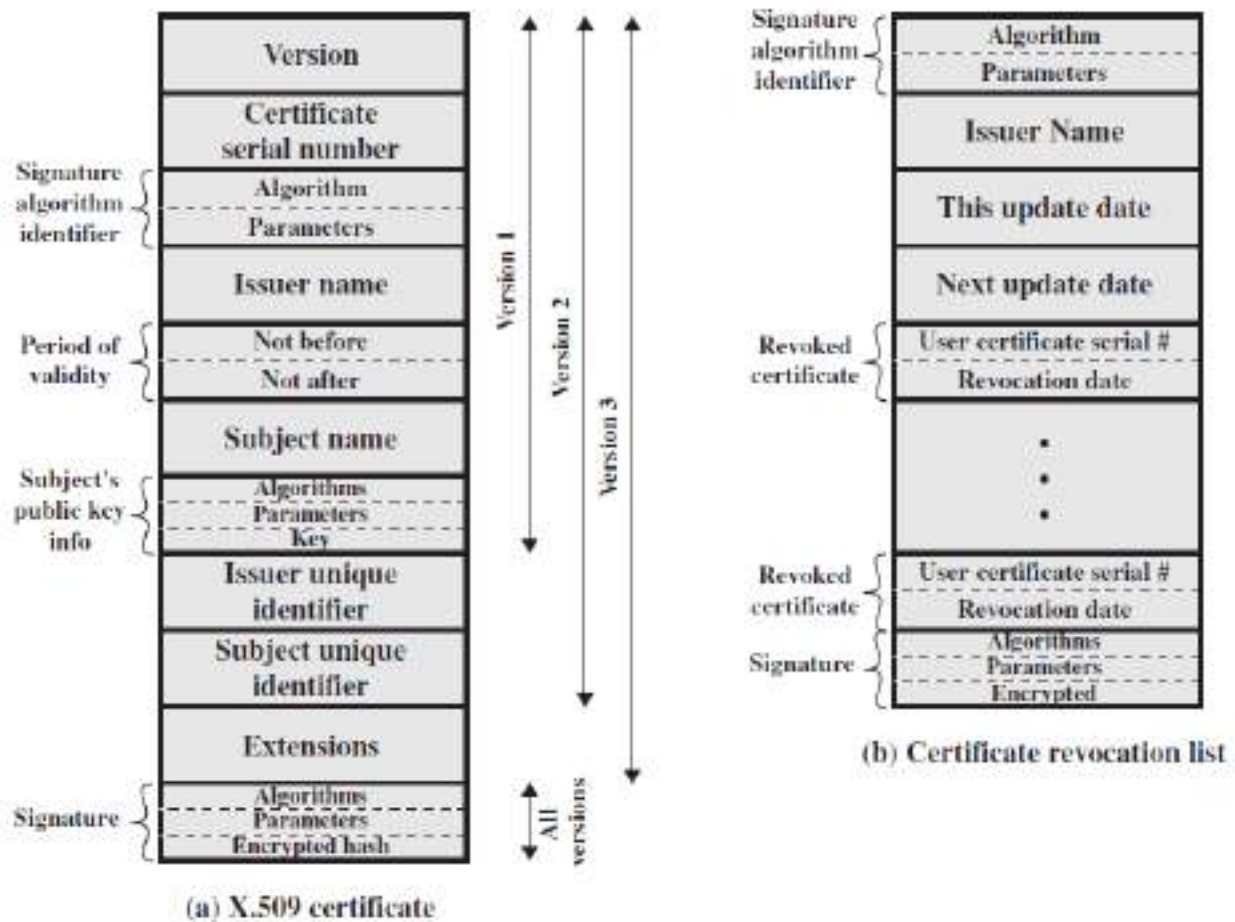 Version
Certificate
serial number
Signature
algorithm
identifier
Algorithm
Parameters
Issuer name
Period of
validity
Not before
Not after
Subject name
Subject's
public key
info
Algorithms
Parameters
Key
Issuer unique
identifier
Subject unique
identifier
Extensions
Signature
Algorithms
Parameters
Encrypted hash
Version 1
Version 2
Version 3
All
versions
(a) X.509 certificate
Signature
algorithm
identifier
Algorithm
Parameters
Issuer Name
This update date
Next update date
Revoked
certificate
User certificate serial #
Revocation date
Revoked
certificate
User certificate serial #
Revocation date
Signature
Algorithms
Parameters
Encrypted
(b) Certificate revocation list